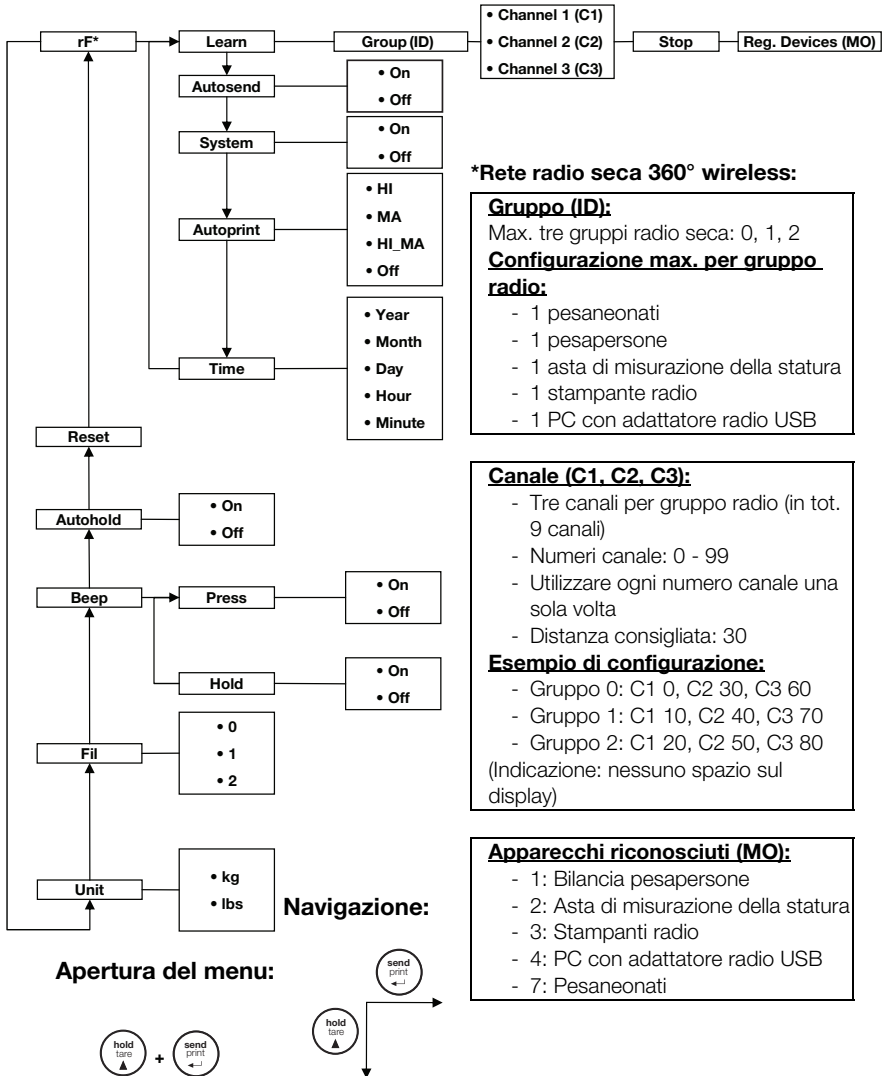 rF*
Learn
Group (ID)
• Channel 1 (C1)
• Channel 2 (C2)
• Channel 3 (C3)
Stop
Reg. Devices (MO)
Autosend
• On
• Off
System
• On
• Off
Autoprint
• HI
• MA
• HI_MA
• Off
Time
• Year
• Month
• Day
• Hour
• Minute
Reset
Autohold
• On
• Off
Beep
Press
• On
• Off
Hold
• On
• Off
Fil
• 0
• 1
• 2
Unit
• kg
• lbs
*Rete radio seca 360° wireless:
Gruppo (ID):
Max. tre gruppi radio seca: 0, 1, 2
Configurazione max. per gruppo
radio:
- 1 pesaneonati
- 1 pesapersone
- 1 asta di misurazione della statura
- 1 stampante radio
- 1 PC con adattatore radio USB
Canale (C1, C2, C3):
- Tre canali per gruppo radio (in tot.
9 canali)
- Numeri canale: 0 - 99
- Utilizzare ogni numero canale una
sola volta
- Distanza consigliata: 30
Esempio di configurazione:
- Gruppo 0: C1 0, C2 30, C3 60
- Gruppo 1: C1 10, C2 40, C3 70
- Gruppo 2: C1 20, C2 50, C3 80
(Indicazione: nessuno spazio sul
display)
Apparecchi riconosciuti (MO):
- 1: Bilancia pesapersone
- 2: Asta di misurazione della statura
- 3: Stampanti radio
- 4: PC con adattatore radio USB
- 7: Pesaneonati
Navigazione:
send
print
hold
tare
Apertura del menu:
hold
tare
+
send
print